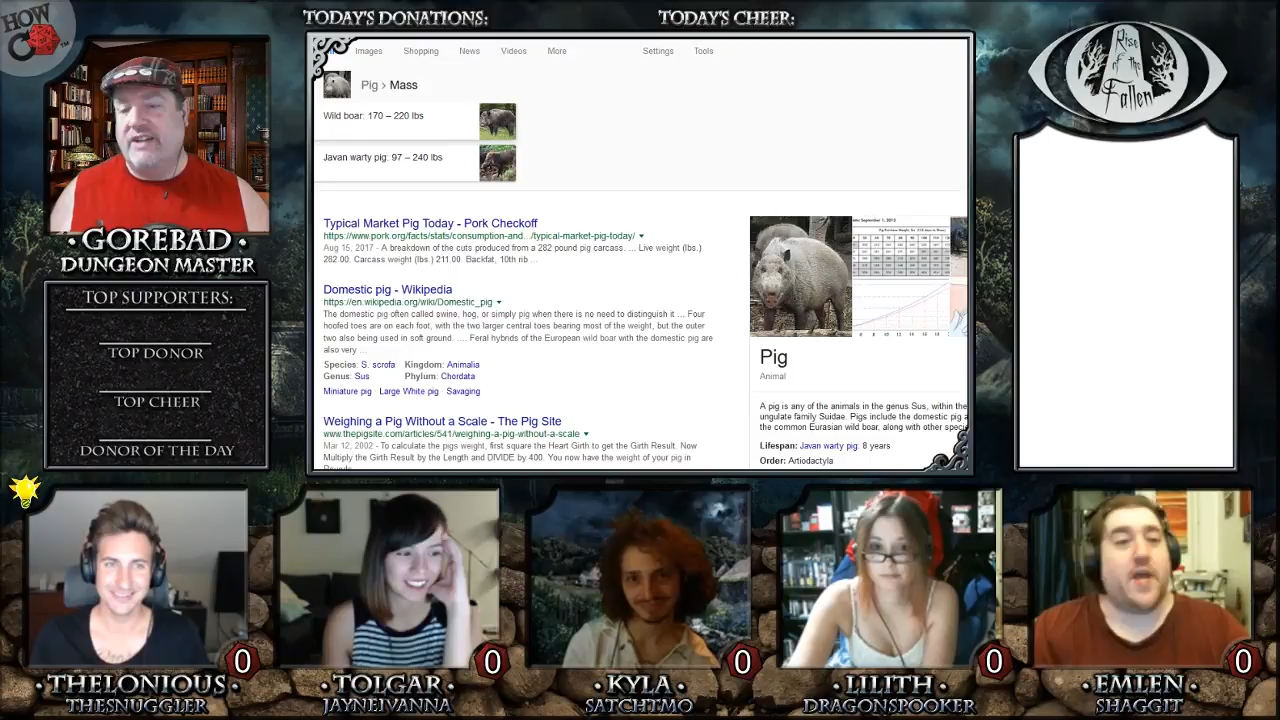 HOW
TM
TODAY'S DONATIONS:
TODAY'S CHEER:
Images Shopping News Videos More Settings Tools
Pig > Mass
Wild boar: 170 – 220 lbs
Javan warty pig: 97 – 240 lbs
Typical Market Pig Today - Pork Checkoff
https://www.pork.org/facts/stats/consumption-and.../typical-market-pig-today/
Aug 15, 2017 - A breakdown of the cuts produced from a 282 pound pig carcass. ... Live weight (lbs.)
282.00. Carcass weight (lbs.) 211.00. Backfat, 10th rib ...
Domestic pig - Wikipedia
https://en.wikipedia.org/wiki/Domestic_pig
The domestic pig often called swine, hog, or simply pig when there is no need to distinguish it ... Four
hoofed toes are on each foot, with the two larger central toes bearing most of the weight, but the outer
two also being used in soft ground. .... Feral hybrids of the European wild boar with the domestic pig are
also very ...
Species: S. scrofa Kingdom: Animalia
Genus: Sus Phylum: Chordata
Miniature pig · Large White pig · Savaging
Weighing a Pig Without a Scale - The Pig Site
www.thepigsite.com/articles/541/weighing-a-pig-without-a-scale
Mar 12, 2002 - To calculate the pigs weight, first square the Heart Girth to get the Girth Result. Now
Multiply the Girth Result by the Length and DIVIDE by 400. You now have the weight of your pig in
Pounds
Pig
Animal
A pig is any of the animals in the genus Sus, within the
ungulate family Suidae. Pigs include the domestic pig a
the common Eurasian wild boar, along with other speci
Lifespan: Javan warty pig: 8 years
Order: Artiodactyla
Rise
of the
Fallen
· GOREBAD ·
DUNGEON MASTER
TOP SUPPORTERS:
TOP DONOR
TOP CHEER
DONOR OF THE DAY
0
0
0
0
0
· THELONIOUS ·
THESNUGGLER
· TOLGAR ·
JAYNEIVANNA
· KYLA ·
SATCHTMO
· LILITH ·
DRAGONSPOOKER
· EMLEN ·
SHAGGIT